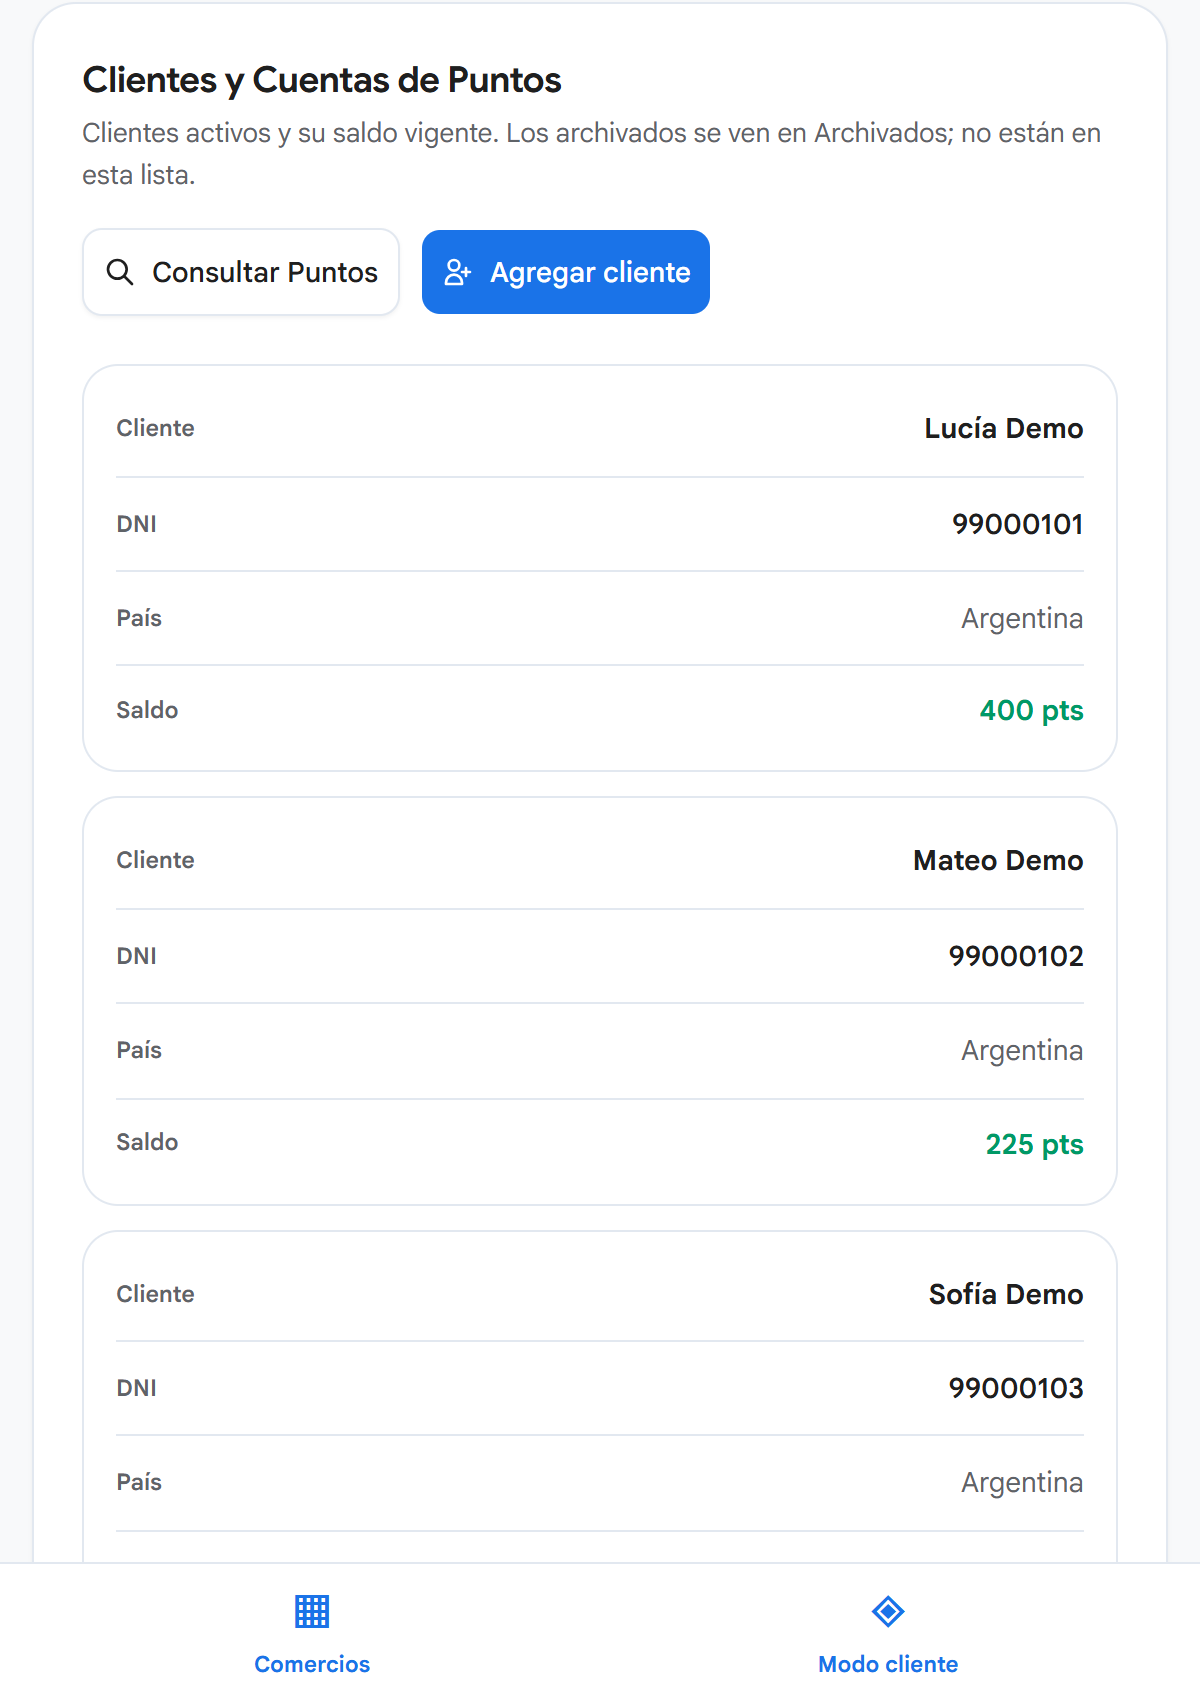 Clientes y Cuentas de Puntos
Clientes activos y su saldo vigente. Los archivados se ven en Archivados; no están en
esta lista.
Consultar Puntos
Agregar cliente
Cliente Lucía Demo
DNI 99000101
País Argentina
Saldo 400 pts
Cliente Mateo Demo
DNI 99000102
País Argentina
Saldo 225 pts
Cliente Sofía Demo
DNI 99000103
País Argentina
Comercios
Modo cliente